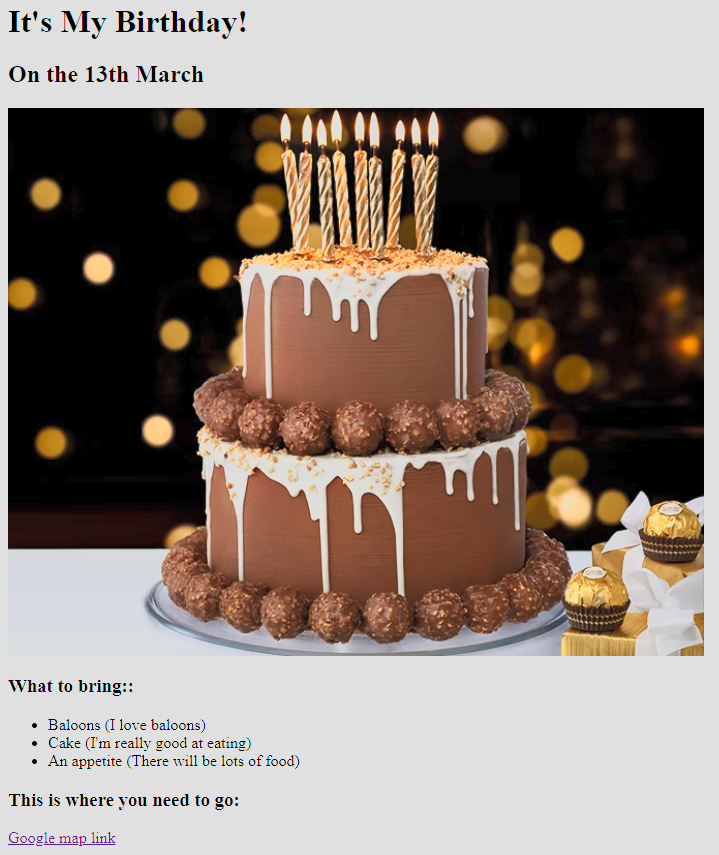 It's My Birthday!
On the 13th March
What to bring::
Baloons (I love baloons)
Cake (I'm really good at eating)
An appetite (There will be lots of food)
This is where you need to go:
Google map link